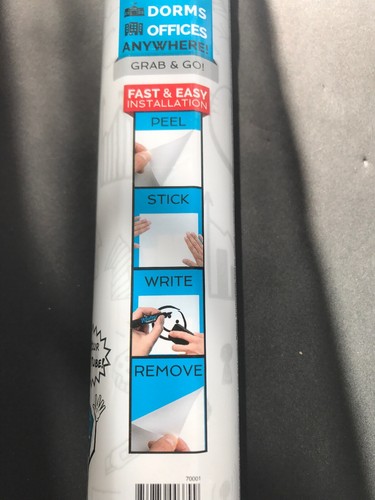 DORMS
OFFICES
ANYWHERE!
GRAB & GO!
FAST & EASY
INSTALLATION
PEEL
STICK
WRITE
REMOVE
70001